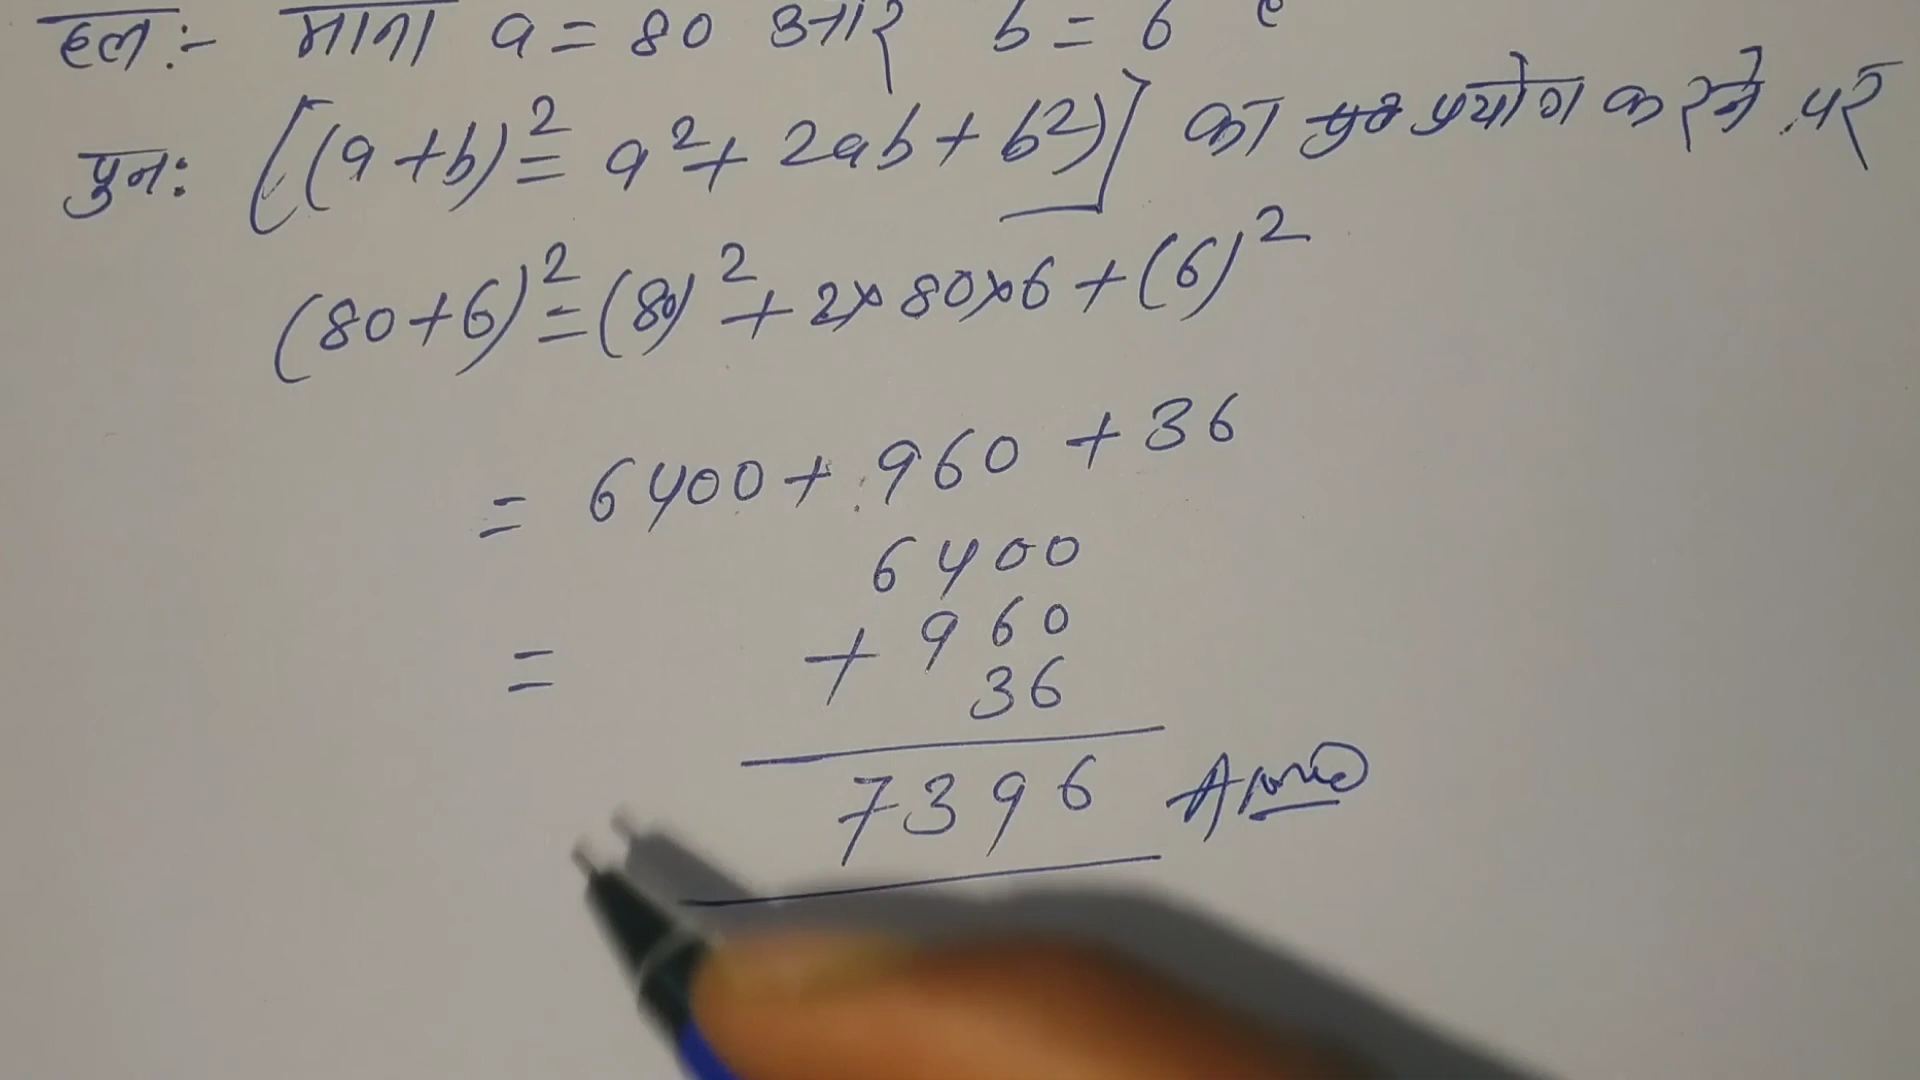 हल:- माना a = 80 और b = 6 e
पुनः [(a+b)² = a² + 2ab + b²)] का प्रयोग करने पर
(80+6)² = (80)² + 2×80×6 + (6)²
= 6400 + 960 + 36
6400
= + 960
36
7396 Ans